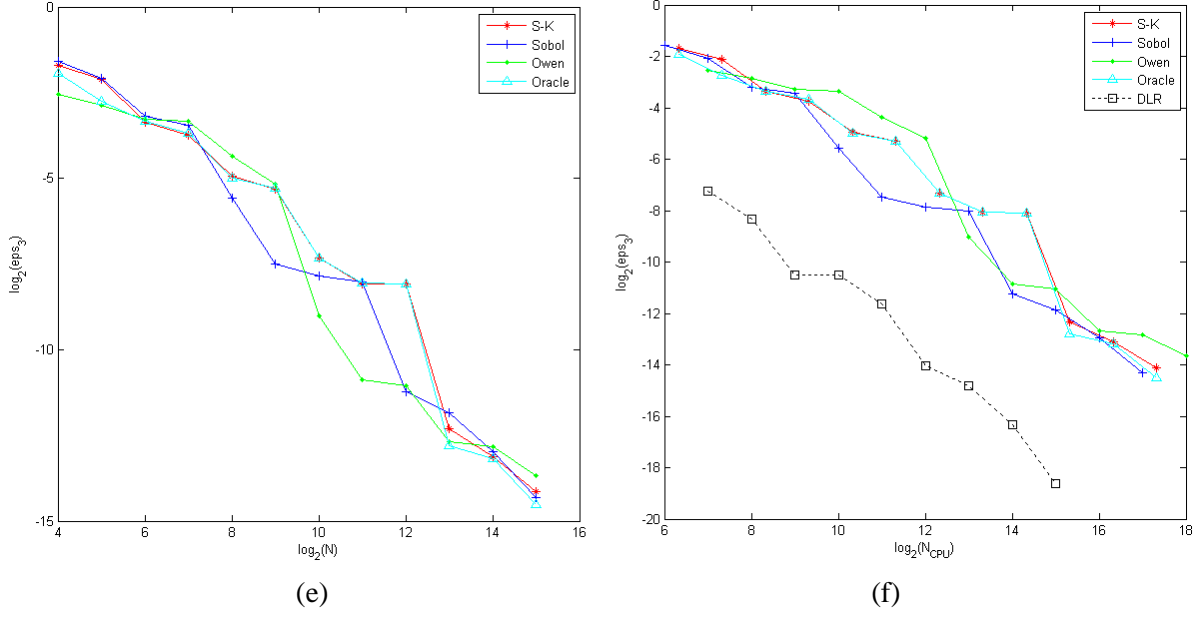 0
-5
-10
-15
4
6
8
10
12
14
16
log2(N)
log2(eps3)
S-K
Sobol
Owen
Oracle
(e)
0
-2
-4
-6
-8
-10
-12
-14
-16
-18
-20
6
8
10
12
14
16
18
log2(NCPU)
log2(eps3)
S-K
Sobol
Owen
Oracle
DLR
(f)